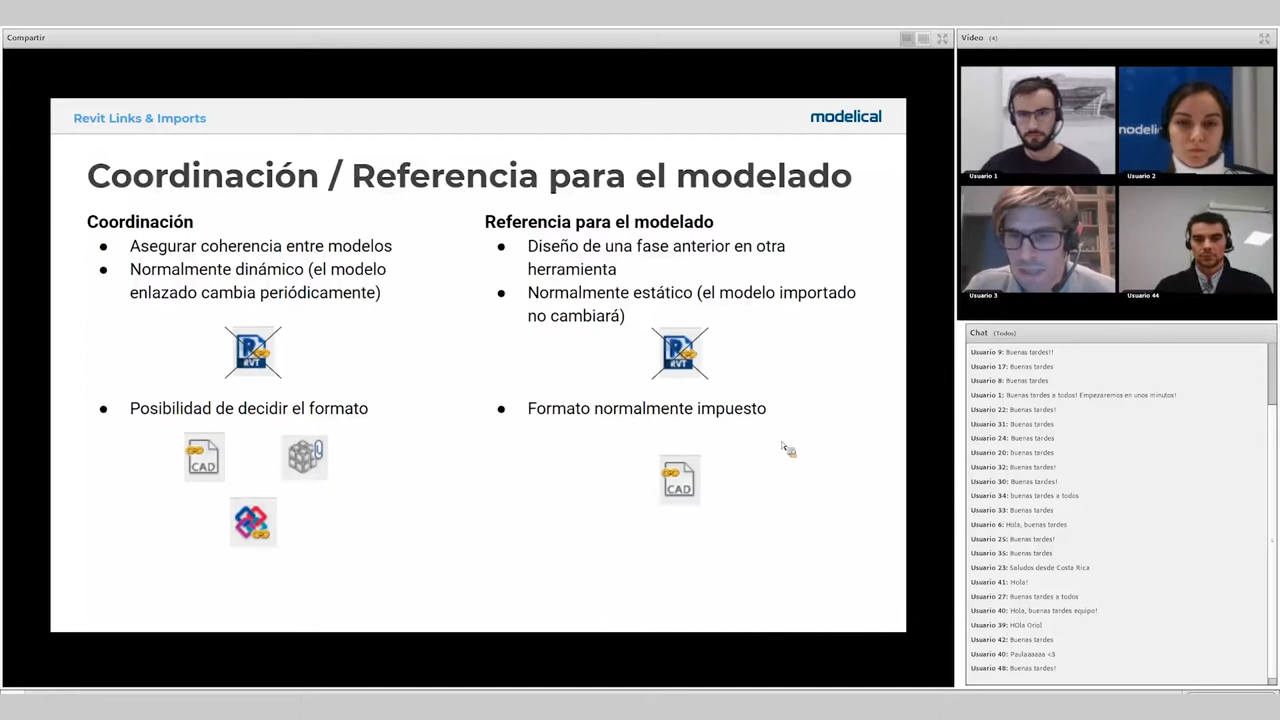 Compartir
Revit Links & Imports
modelical
Coordinación / Referencia para el modelado
Coordinación
● Asegurar coherencia entre modelos
● Normalmente dinámico (el modelo
enlazado cambia periódicamente)
RVT
● Posibilidad de decidir el formato
CAD
Referencia para el modelado
● Diseño de una fase anterior en otra
herramienta
● Normalmente estático (el modelo importado
no cambiará)
RVT
● Formato normalmente impuesto
CAD
Vídeo (4)
Usuario 1
modelic
Usuario 2
Usuario 3
Usuario 44
Chat (Todos)
Usuario 9: Buenas tardes!!
Usuario 17: Buenas tardes
Usuario 8: Buenas tardes
Usuario 1: Buenas tardes a todos! Empezaremos en unos minutos!
Usuario 22: Buenas tardes!
Usuario 31: Buenas tardes
Usuario 24: Buenas tardes
Usuario 20: buenas tardes
Usuario 32: Buenas tardes!
Usuario 30: Buenas tardes!
Usuario 34: buenas tardes a todos
Usuario 33: Buenas tardes
Usuario 6: Hola, buenas tardes
Usuario 25: Buenas tardes!
Usuario 35: Buenas tardes
Usuario 23: Saludos desde Costa Rica
Usuario 41: Hola!
Usuario 27: Buenas tardes a todos
Usuario 40: Hola, buenas tardes equipo!
Usuario 39: HOla Oriol
Usuario 42: Buenas tardes
Usuario 40: Paulaaaaaa <3
Usuario 48: Buenas tardes!